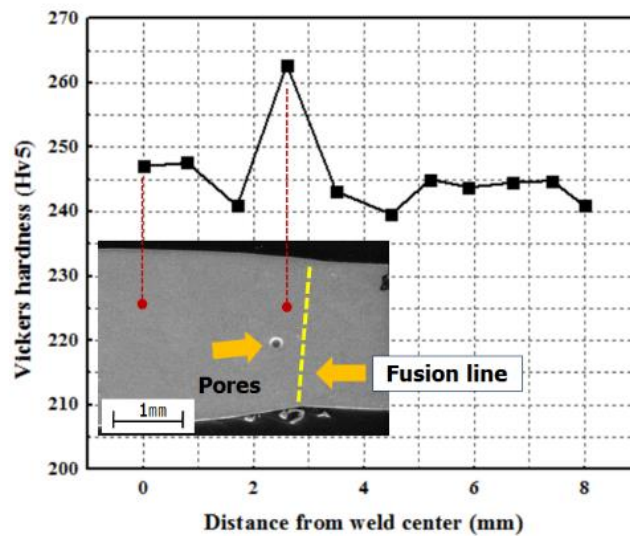 270
260
250
240
230
220
210
200
Vickers hardness (Hv5)
Pores
Fusion line
1mm
0
2
4
6
8
Distance from weld center (mm)